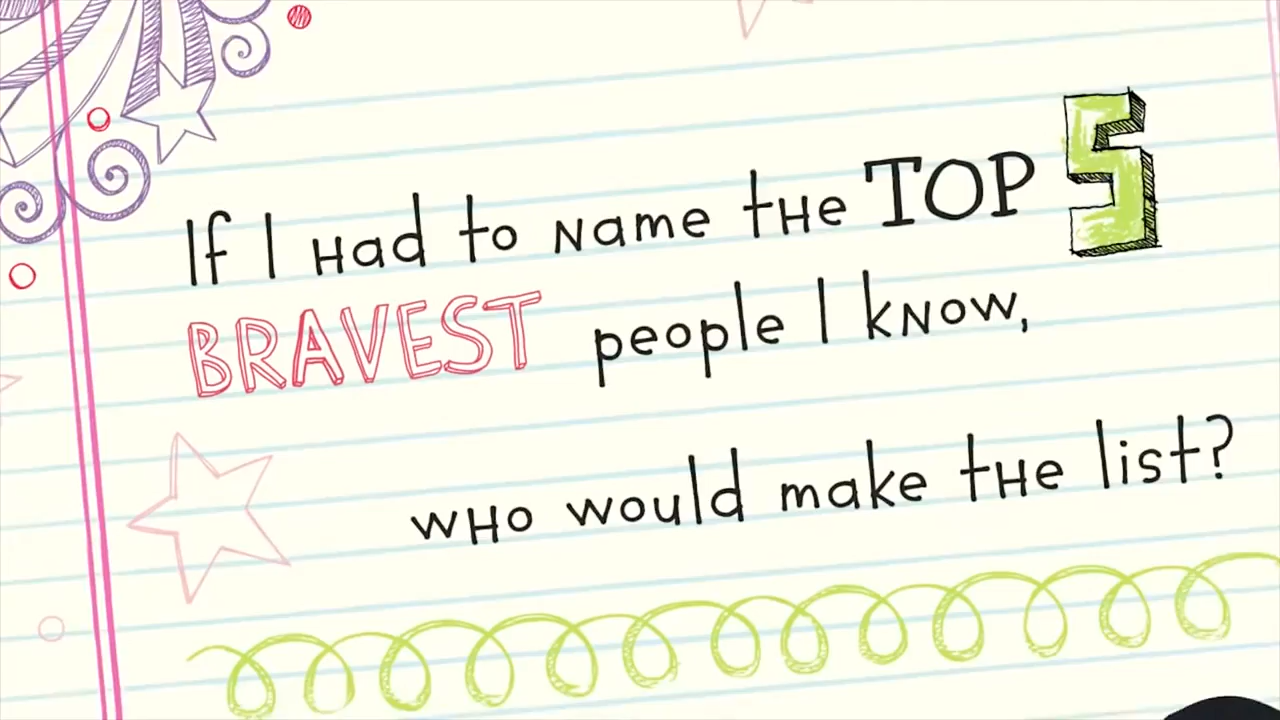 If I Had to Name the TOP 5
BRAVEST people I know,
who would make the list?